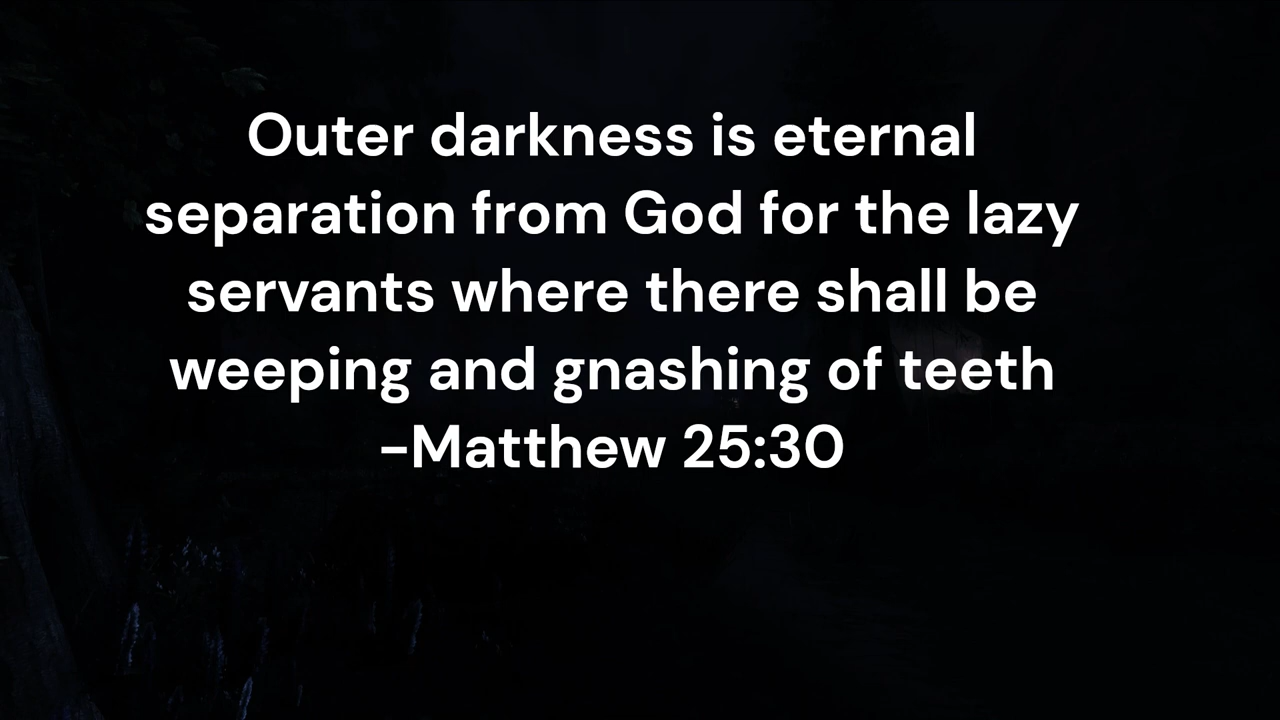 Outer darkness is eternal
separation from God for the lazy
servants where there shall be
weeping and gnashing of teeth
-Matthew 25:30